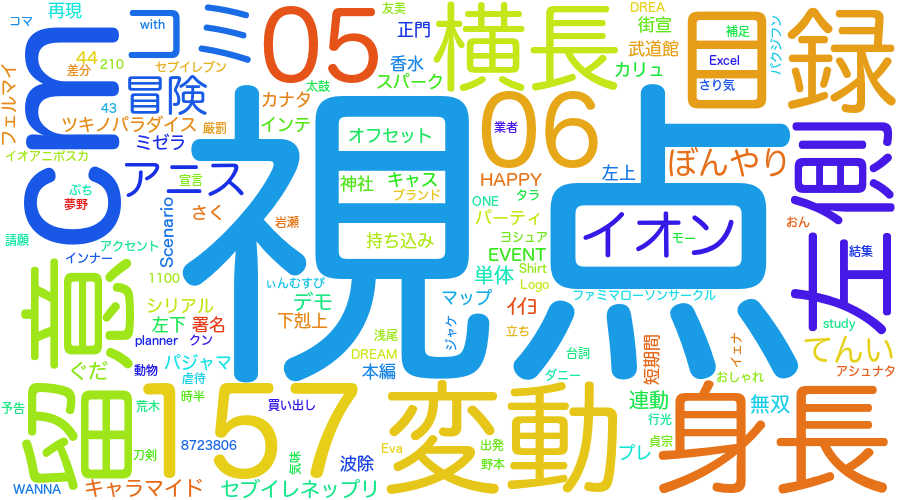 コマ
再現
cm
コミ
with
友美
正門
05
横長
DREA
街宣
補足
目録
44
210
差分
セブイレブン
香水
武道館
Excel
パクジフン
フェルマイ
冒険
太鼓
スパーク
カリュ
さり気
43
カナタ
ツキノパラダイス
厳罰
インテ
オフセット
06
業者
ミゼラ
イオアニポスカ
アニス
ぼんやり
左側
宣言
神社
キャス
HAPPY
左上
ぷち
ブランド
タラ
夢野
視点
ONE
さく
岩瀬
パーティ
イオン
おん
Scenario
持ち込み
ヨシュア
モー
請願
アクセント
EVENT
結集
インナー
単体
Shirt
意
1100
ぃんむすび
Logo
シリアル
デモ
マップ
ファミマローソンサークル
左下
署名
下剋上
ｲｲﾖ
study
planner
クン
浅尾
ジャケ
立ち
短期間
てんい
パジャマ
DREAM
台詞
イェナ
ぐだ
動物
虐待
本編
ダニー
おしゃれ
アシュナタ
留
157
変動
身長
時半
予告
荒木
買い出し
連動
無双
行光
8723806
Eva
出発
貞宗
刀剣
気味
波除
野本
プレ
WANNA
キャラマイド
セブイレネップリ